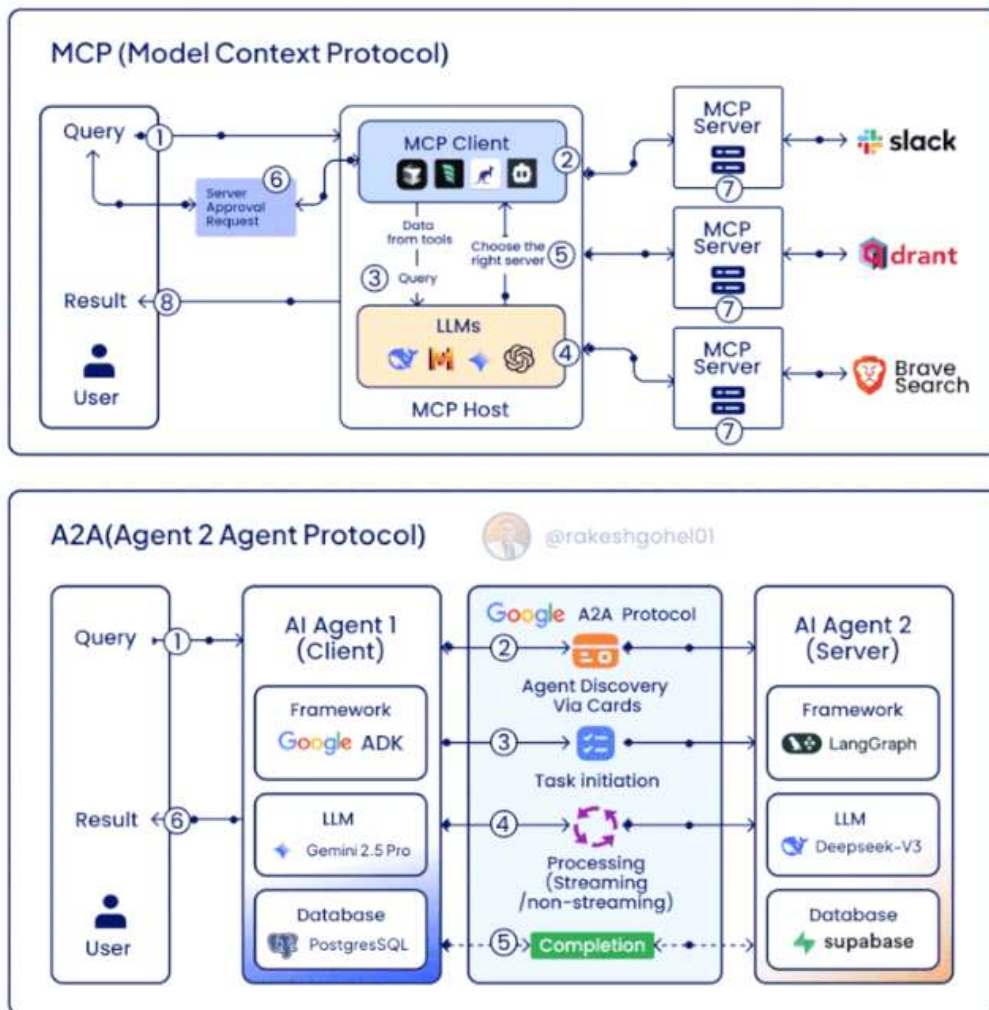 MCP (Model Context Protocol)
Query
1
Server
Approval
Request
6
Result
8
User
MCP Client
2
Data
from tools
Choose the
right server
5
3
Query
LLMs
4
MCP Host
MCP
Server
7
slack
MCP
Server
7
drant
MCP
Server
7
Brave
Search
A2A(Agent 2 Agent Protocol)
@rakeshgohel01
Query
1
Result
6
User
AI Agent 1
(Client)
Framework
Google ADK
LLM
Gemini 2.5 Pro
Database
PostgresSQL
Google A2A Protocol
2
Agent Discovery
Via Cards
3
Task initiation
4
Processing
(Streaming
/non-streaming)
5
Completion
AI Agent 2
(Server)
Framework
LangGraph
LLM
Deepseek-V3
Database
supabase